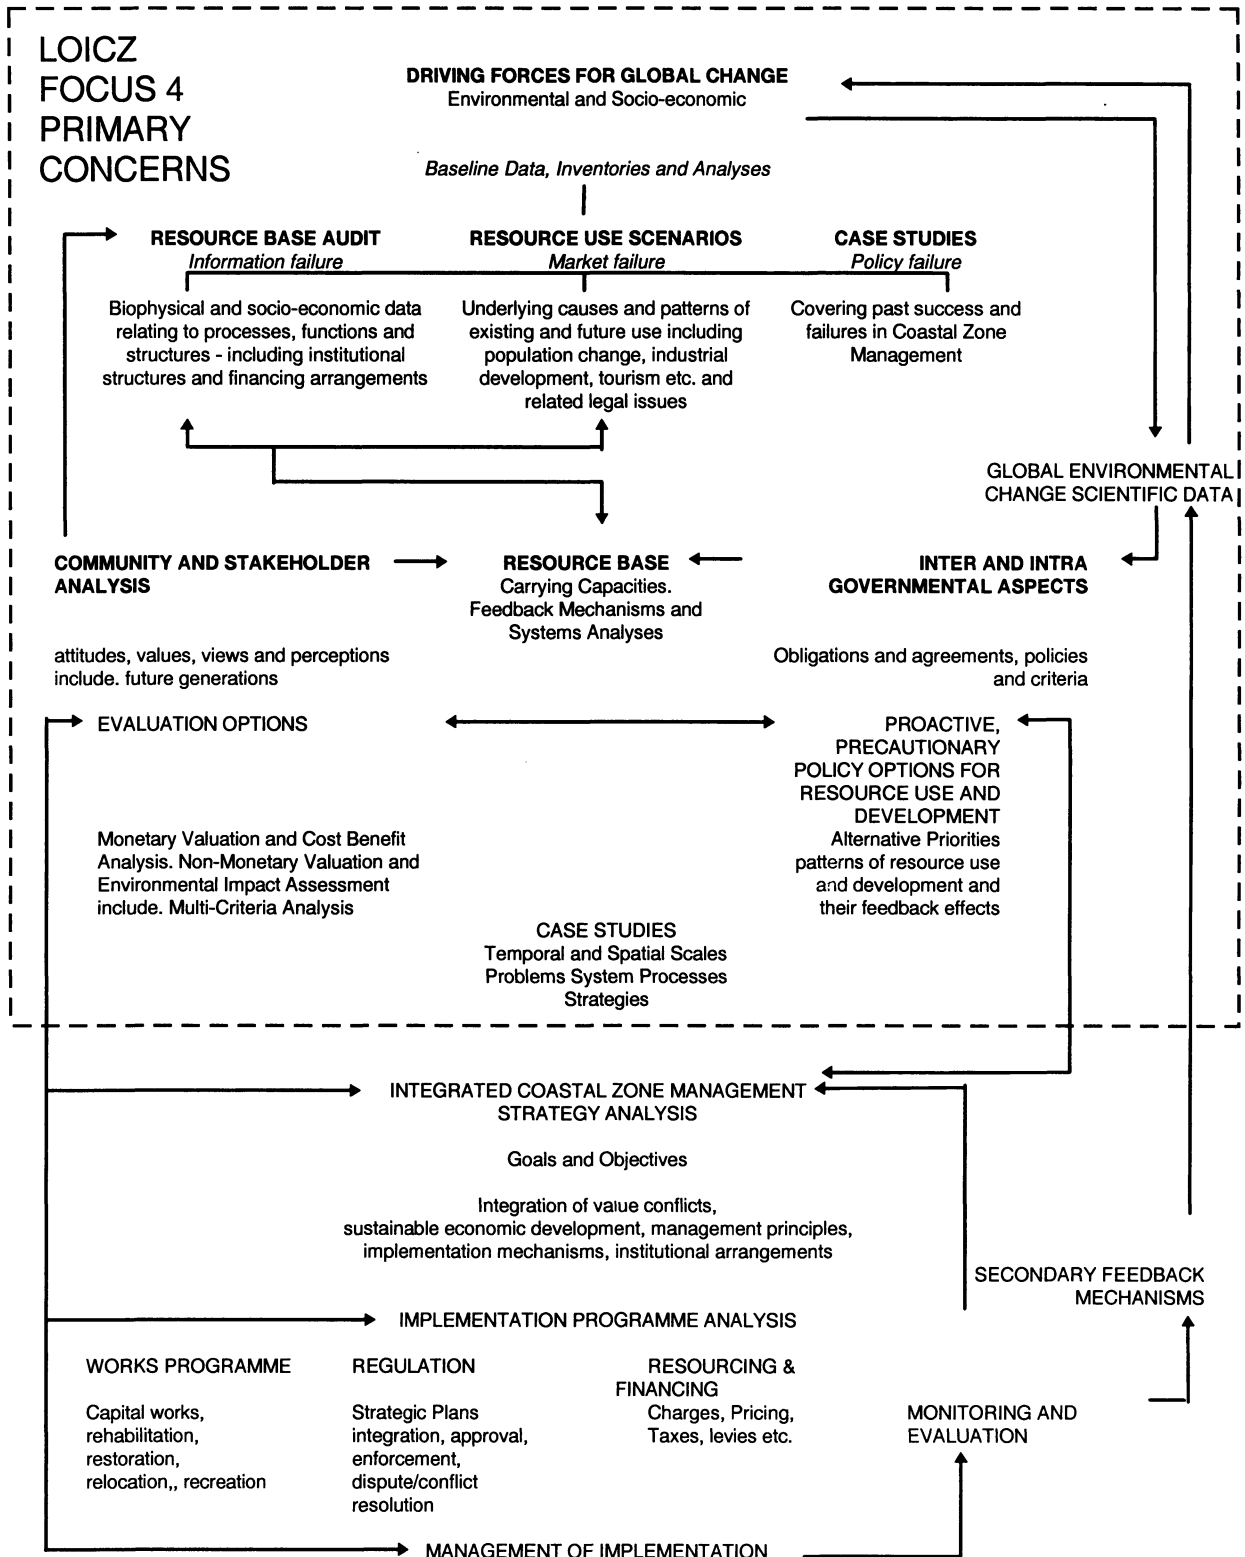 LOICZ
FOCUS 4
PRIMARY
CONCERNS
DRIVING FORCES FOR GLOBAL CHANGE
Environmental and Socio-economic
Baseline Data, Inventories and Analyses
RESOURCE BASE AUDIT
Information failure
RESOURCE USE SCENARIOS
Market failure
CASE STUDIES
Policy failure
Biophysical and socio-economic data
relating to processes, functions and
structures - including institutional
structures and financing arrangements
Underlying causes and patterns of
existing and future use including
population change, industrial
development, tourism etc. and
related legal issues
Covering past success and
failures in Coastal Zone
Management
GLOBAL ENVIRONMENTAL
CHANGE SCIENTIFIC DATA
COMMUNITY AND STAKEHOLDER
ANALYSIS
RESOURCE BASE
Carrying Capacities.
Feedback Mechanisms and
Systems Analyses
INTER AND INTRA
GOVERNMENTAL ASPECTS
attitudes, values, views and perceptions
include. future generations
Obligations and agreements, policies
and criteria
EVALUATION OPTIONS
PROACTIVE,
PRECAUTIONARY
POLICY OPTIONS FOR
RESOURCE USE AND
DEVELOPMENT
Alternative Priorities
patterns of resource use
and development and
their feedback effects
Monetary Valuation and Cost Benefit
Analysis. Non-Monetary Valuation and
Environmental Impact Assessment
include. Multi-Criteria Analysis
CASE STUDIES
Temporal and Spatial Scales
Problems System Processes
Strategies
INTEGRATED COASTAL ZONE MANAGEMENT
STRATEGY ANALYSIS
Goals and Objectives
Integration of value conflicts,
sustainable economic development, management principles,
implementation mechanisms, institutional arrangements
SECONDARY FEEDBACK
MECHANISMS
IMPLEMENTATION PROGRAMME ANALYSIS
WORKS PROGRAMME
Capital works,
rehabilitation,
restoration,
relocation,, recreation
REGULATION
Strategic Plans
integration, approval,
enforcement,
dispute/conflict
resolution
RESOURCING &
FINANCING
Charges, Pricing,
Taxes, levies etc.
MONITORING AND
EVALUATION
MANAGEMENT OF IMPLEMENTATION